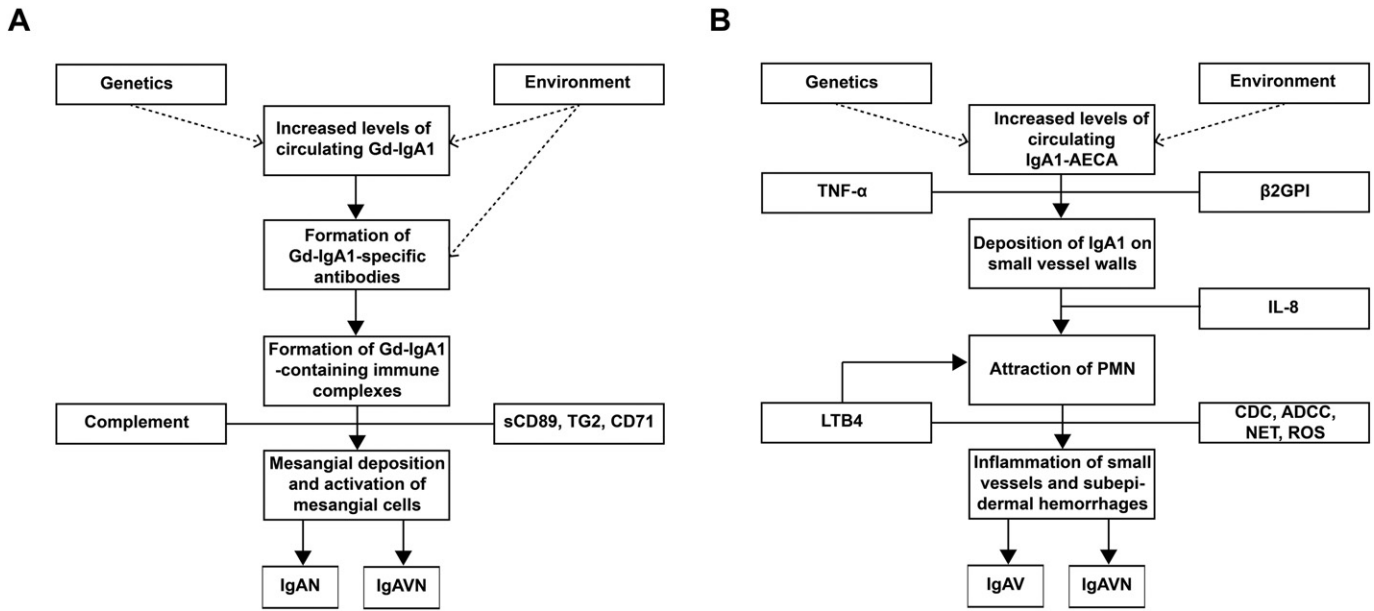 A
Genetics
Environment
Increased levels of
circulating Gd-IgA1
Formation of
Gd-IgA1-specific
antibodies
Formation of Gd-IgA1
-containing immune
complexes
Complement
sCD89, TG2, CD71
Mesangial deposition
and activation of
mesangial cells
IgAN
IgAVN
B
Genetics
Environment
Increased levels of
circulating
IgA1-AECA
TNF-α
β2GPI
Deposition of IgA1 on
small vessel walls
IL-8
Attraction of PMN
LTB4
CDC, ADCC,
NET, ROS
Inflammation of small
vessels and subepi-
dermal hemorrhages
IgAV
IgAVN